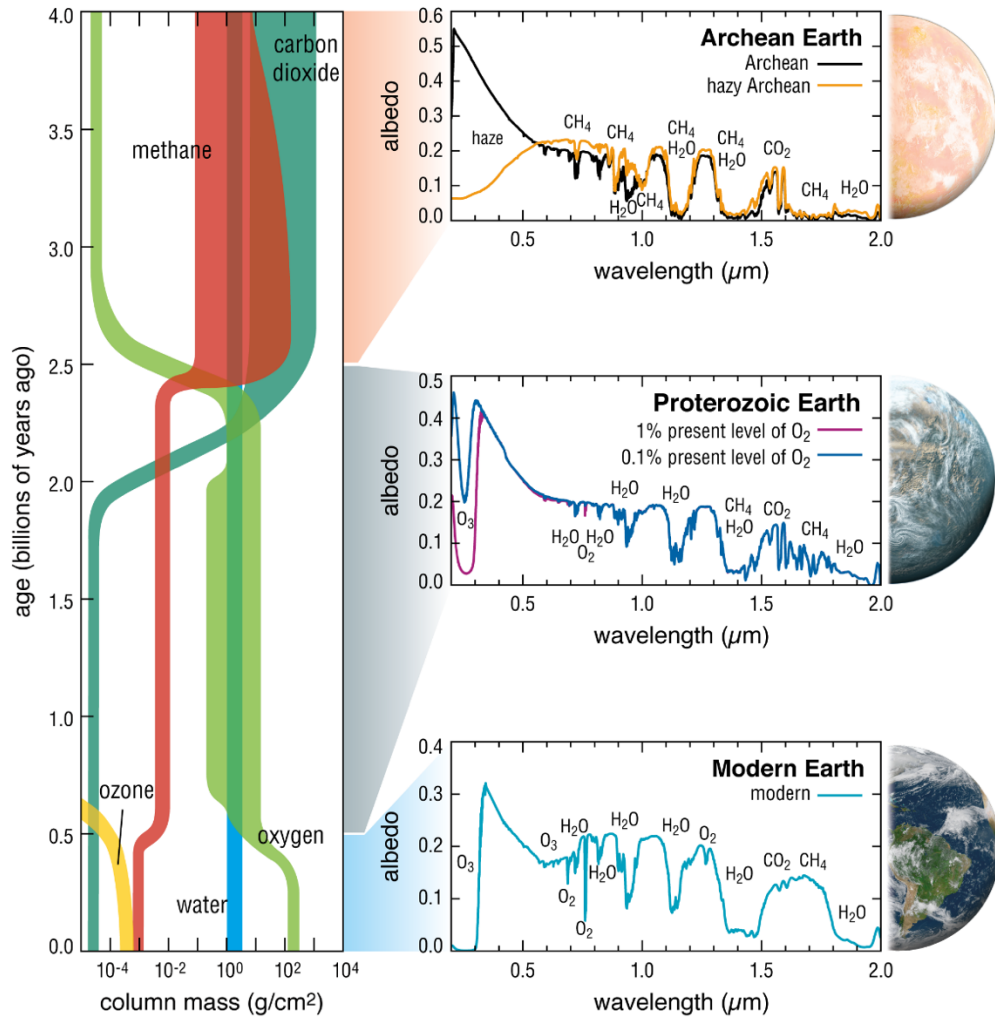 age (billions of years ago)
4.0
3.5
3.0
2.5
2.0
1.5
1.0
0.5
0.0
carbon
dioxide
methane
ozone
oxygen
water
10⁻⁴
10⁻²
10⁰
10²
10⁴
column mass (g/cm²)
albedo
0.6
0.5
0.4
0.3
0.2
0.1
0.0
Archean Earth
Archean
hazy Archean
haze
CH₄
CH₄
CH₄
H₂O
CH₄
H₂O
CO₂
H₂O
CH₄
CH₄
H₂O
0.5
1.0
1.5
2.0
wavelength (μm)
albedo
0.5
0.4
0.3
0.2
0.1
0.0
Proterozoic Earth
1% present level of O₂
0.1% present level of O₂
O₃
H₂O
O₂
H₂O
H₂O
H₂O
CH₄
H₂O
CO₂
CH₄
H₂O
0.5
1.0
1.5
2.0
wavelength (μm)
albedo
0.4
0.3
0.2
0.1
0.0
Modern Earth
modern
O₃
O₃
H₂O
O₂
O₂
H₂O
H₂O
H₂O
O₂
H₂O
CO₂
CH₄
H₂O
0.5
1.0
1.5
2.0
wavelength (μm)